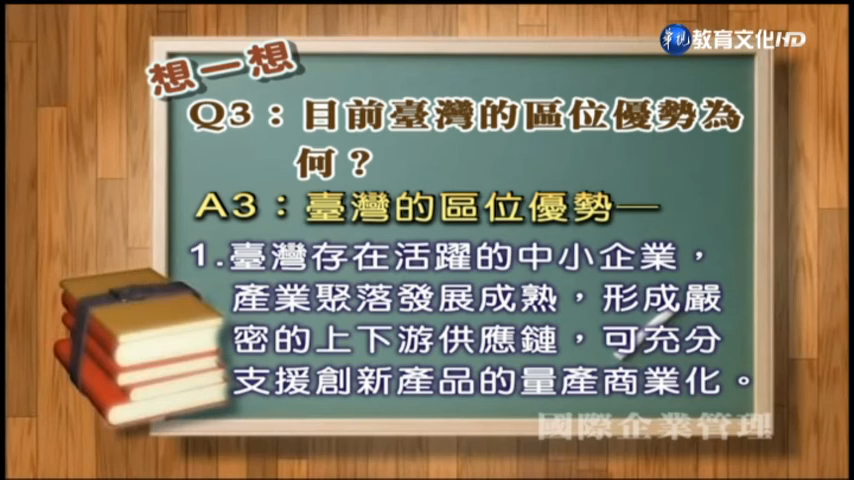 華視 教育文化HD
想一想
Q3：目前臺灣的區位優勢為
何？
A3：臺灣的區位優勢—
1.臺灣存在活躍的中小企業，
產業聚落發展成熟，形成嚴
密的上下游供應鏈，可充分
支援創新產品的量產商業化。
國際企業管理